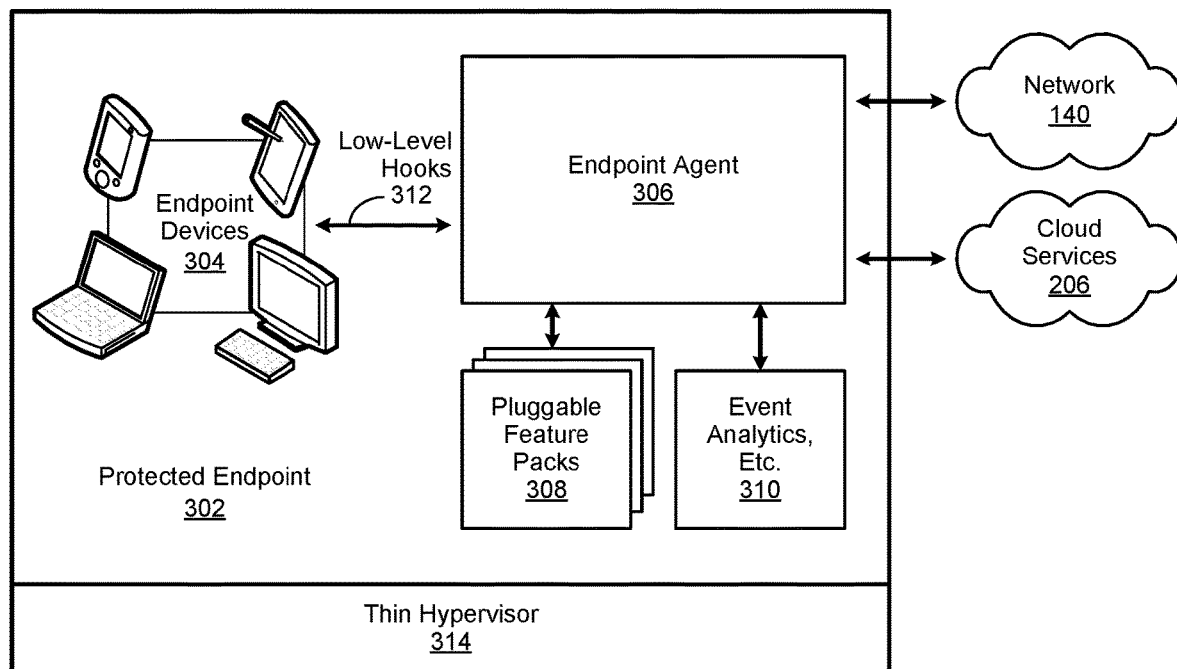 Low-Level
Hooks
312
Endpoint
Devices
304
Endpoint Agent
306
Network
140
Cloud
Services
206
Pluggable
Feature
Packs
308
Event
Analytics,
Etc.
310
Protected Endpoint
302
Thin Hypervisor
314